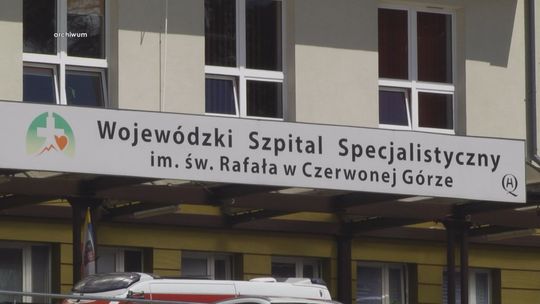 archiwum
Wojewódzki Szpital Specjalistyczny
im. św. Rafała w Czerwonej Górze